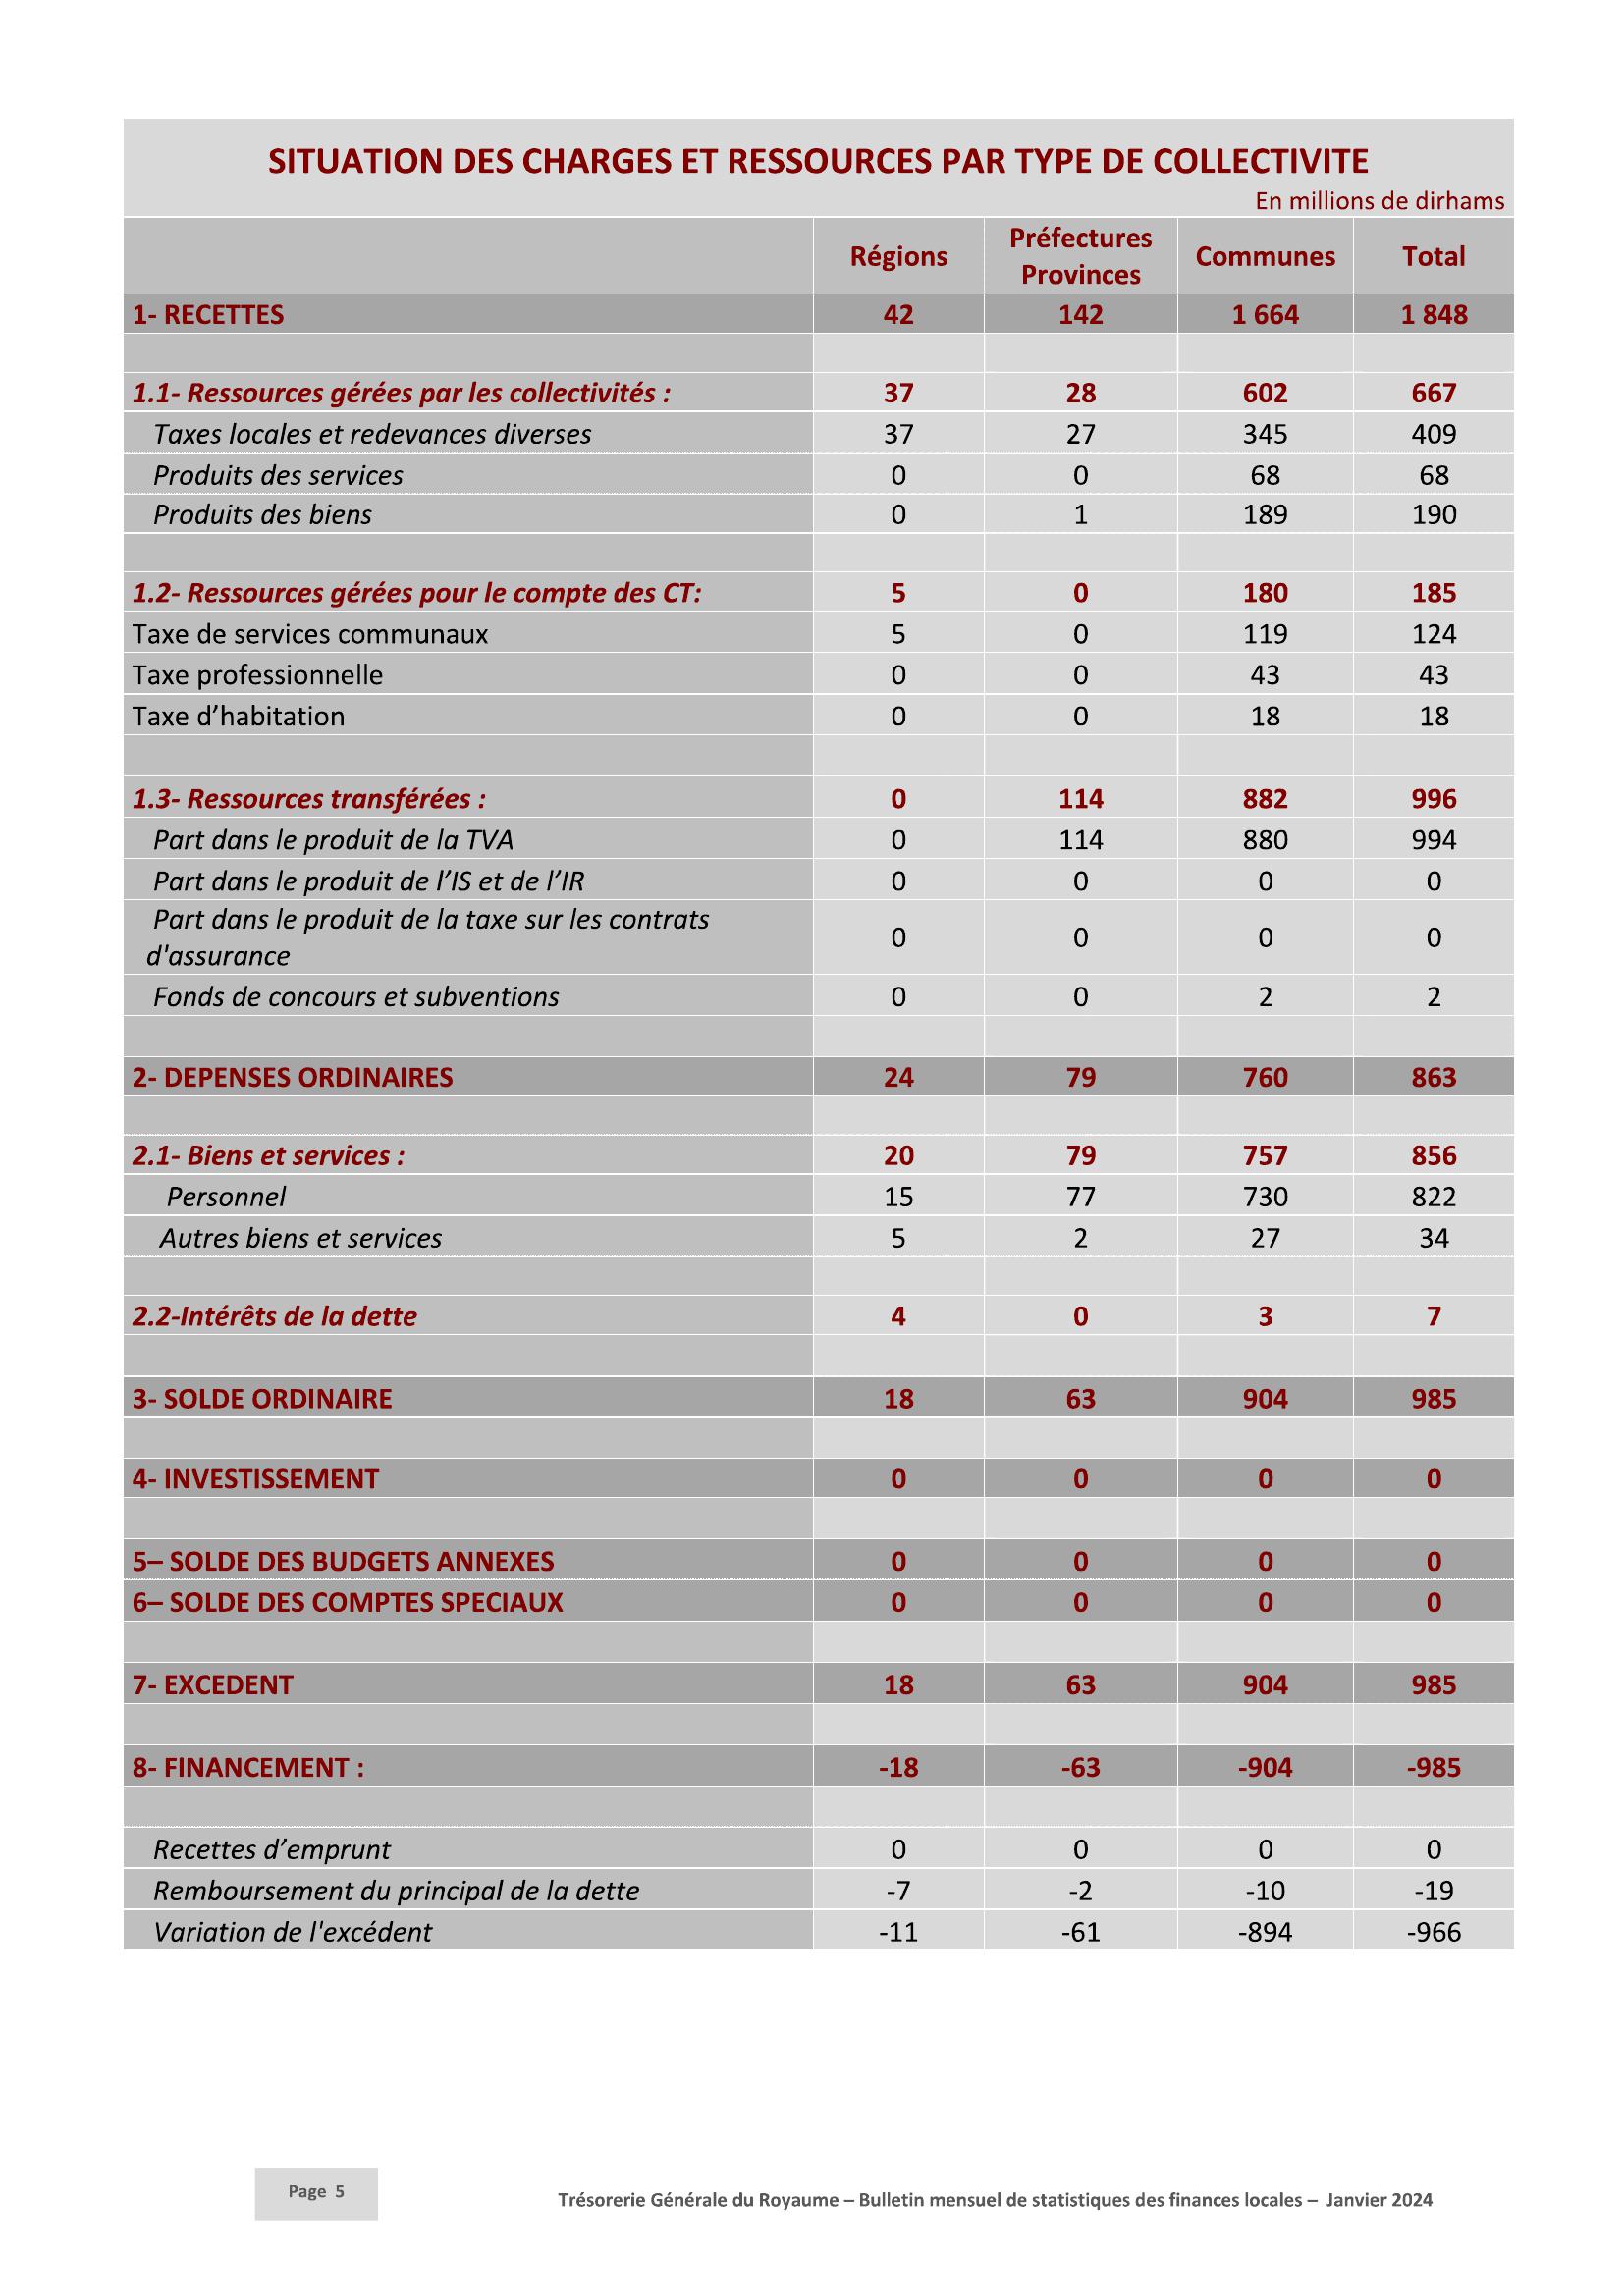 SITUATION DES CHARGES ET RESSOURCES PAR TYPE DE COLLECTIVITE
En millions de dirhams
Régions Préfectures Provinces Communes Total
1- RECETTES 42 142 1 664 1 848
1.1- Ressources gérées par les collectivités : 37 28 602 667
Taxes locales et redevances diverses 37 27 345 409
Produits des services 0 0 68 68
Produits des biens 0 1 189 190
1.2- Ressources gérées pour le compte des CT: 5 0 180 185
Taxe de services communaux 5 0 119 124
Taxe professionnelle 0 0 43 43
Taxe d’habitation 0 0 18 18
1.3- Ressources transférées : 0 114 882 996
Part dans le produit de la TVA 0 114 880 994
Part dans le produit de l’IS et de l’IR 0 0 0 0
Part dans le produit de la taxe sur les contrats
d'assurance 0 0 0 0
Fonds de concours et subventions 0 0 2 2
2- DEPENSES ORDINAIRES 24 79 760 863
2.1- Biens et services : 20 79 757 856
Personnel 15 77 730 822
Autres biens et services 5 2 27 34
2.2-Intérêts de la dette 4 0 3 7
3- SOLDE ORDINAIRE 18 63 904 985
4- INVESTISSEMENT 0 0 0 0
5– SOLDE DES BUDGETS ANNEXES 0 0 0 0
6– SOLDE DES COMPTES SPECIAUX 0 0 0 0
7- EXCEDENT 18 63 904 985
8- FINANCEMENT : -18 -63 -904 -985
Recettes d’emprunt 0 0 0 0
Remboursement du principal de la dette -7 -2 -10 -19
Variation de l'excédent -11 -61 -894 -966
Page 5
Trésorerie Générale du Royaume – Bulletin mensuel de statistiques des finances locales – Janvier 2024